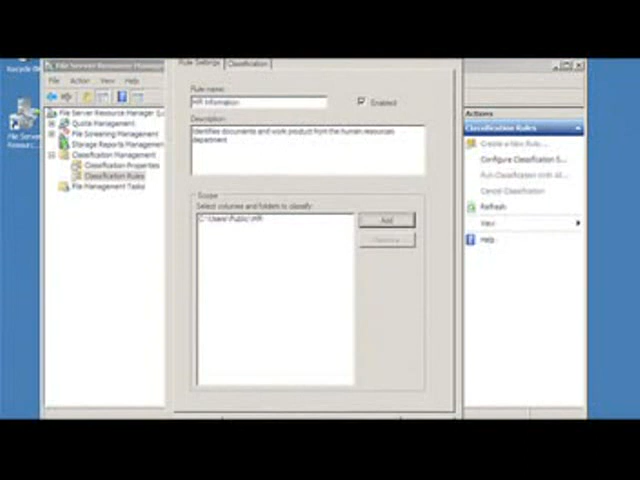 File Server Resource Manager
File Action View Help
File Server Resource Manager
Quota Management
File Screening Management
Storage Reports Management
Classification Management
Classification Properties
Classification Rules
File Management Tasks
Rule Settings Classification
Rule name:
HR Information
Enabled
Description:
Identifies documents and work product from the human resources
department
Scope
Select volumes and folders to classify:
C:\Users\Public\HR
Add
Remove
Actions
Classification Rules
Create a New Rule...
Configure Classification S...
Run Classification With All...
Cancel Classification
Refresh
View
Help
File Server
Resourc...